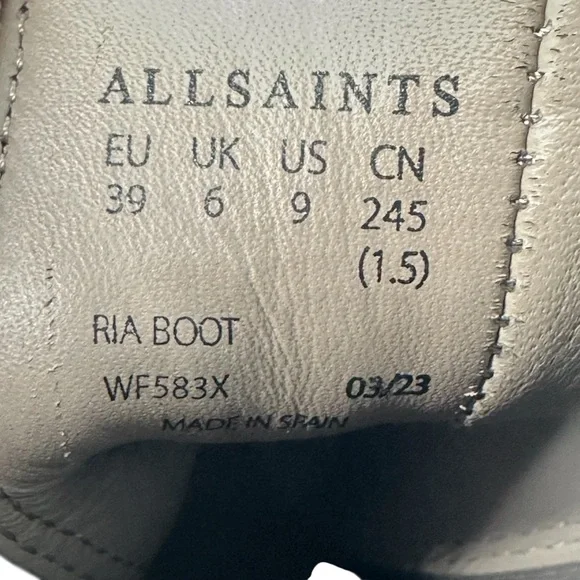 ALLSAINTS
EU UK US CN
39 6 9 245
(1.5)
RIA BOOT
WF583X 03/23
MADE IN SPAIN